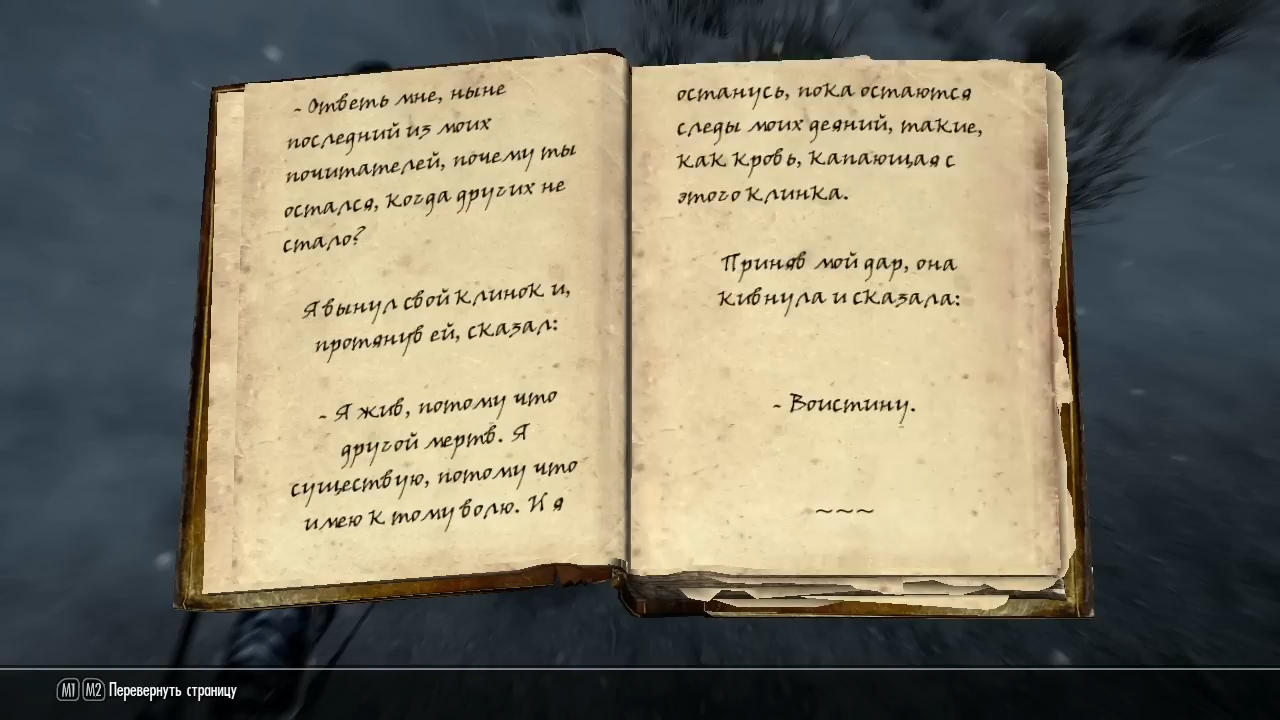 - Ответь мне, ныне
последний из моих
почитателей, почему ты
остался, когда других не
стало?
Я вынул свой клинок и,
протянув ей, сказал:
- Я жив, потому что
другой мертв. Я
существую, потому что
имею к тому волю. И я
останусь, пока остаются
следы моих деяний, такие,
как кровь, капающая с
этого клинка.
Приняв мой дар, она
кивнула и сказала:
- Воистину.
~~~
M1 M2 Перевернуть страницу